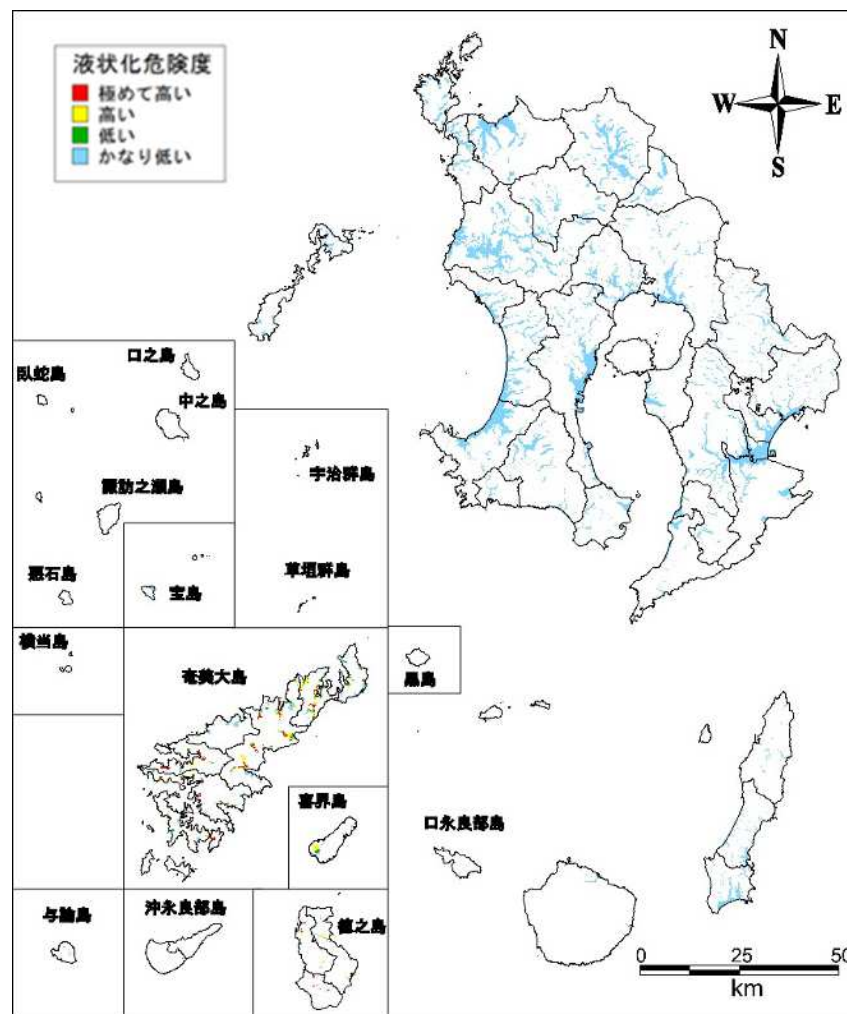 液状化危険度
極めて高い
高い
低い
かなり低い
N
W E
S
口之島
臥蛇島
中之島
宇治群島
諏訪之瀬島
草垣群島
悪石島
宝島
横当島
奄美大島
黒島
喜界島
口永良部島
与論島
沖永良部島
徳之島
0 25 50
km